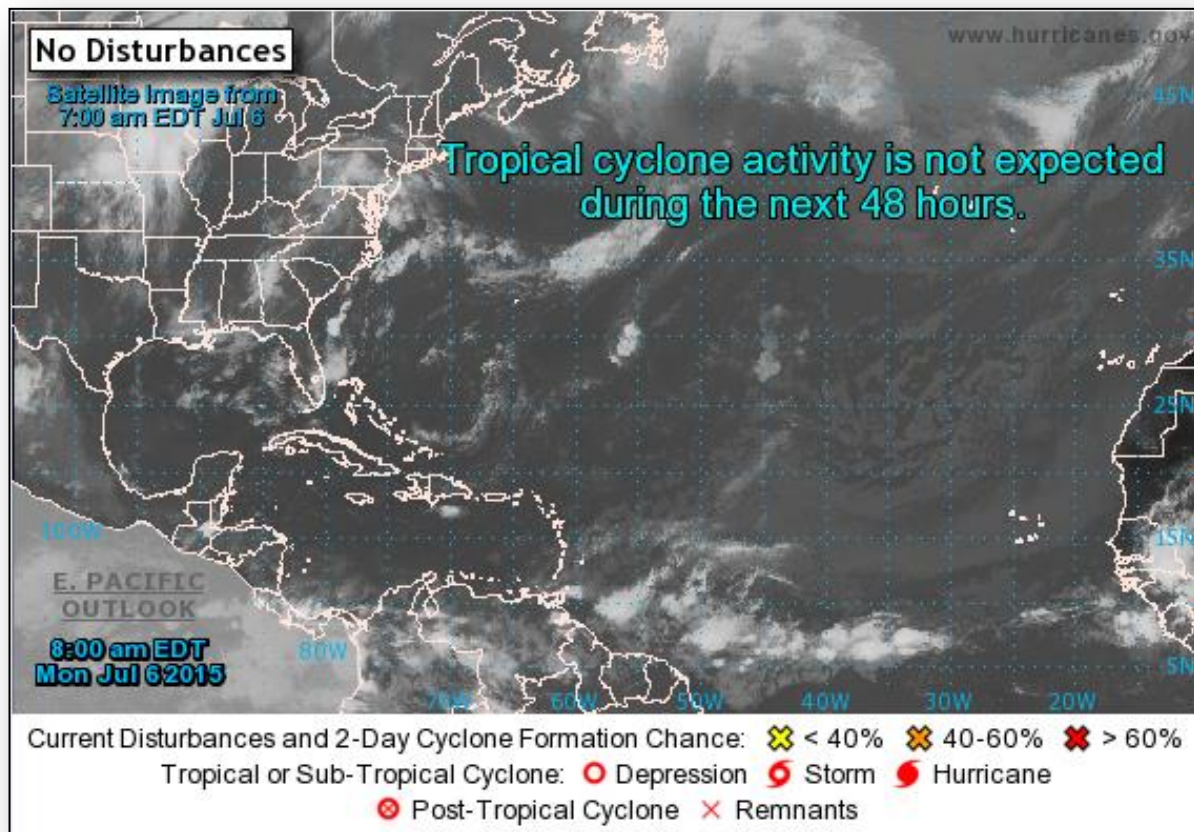 No Disturbances
www.hurricanes.gov
Satellite Image from
7:00 am EDT Jul 6
45N
Tropical cyclone activity is not expected
during the next 48 hours.
35N
25N
100W
15N
E. PACIFIC
OUTLOOK
8:00 am EDT
Mon Jul 6 2015
80W
5N
70W 60W 50W 40W 30W 20W
Current Disturbances and 2-Day Cyclone Formation Chance: < 40% 40-60% > 60%
Tropical or Sub-Tropical Cyclone: Depression Storm Hurricane
Post-Tropical Cyclone Remnants